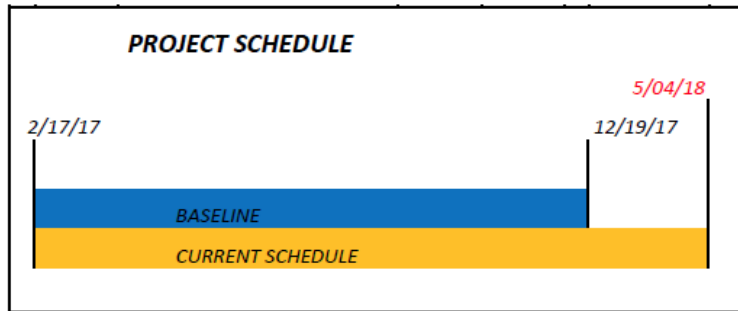 PROJECT SCHEDULE
5/04/18
2/17/17
12/19/17
BASELINE
CURRENT SCHEDULE